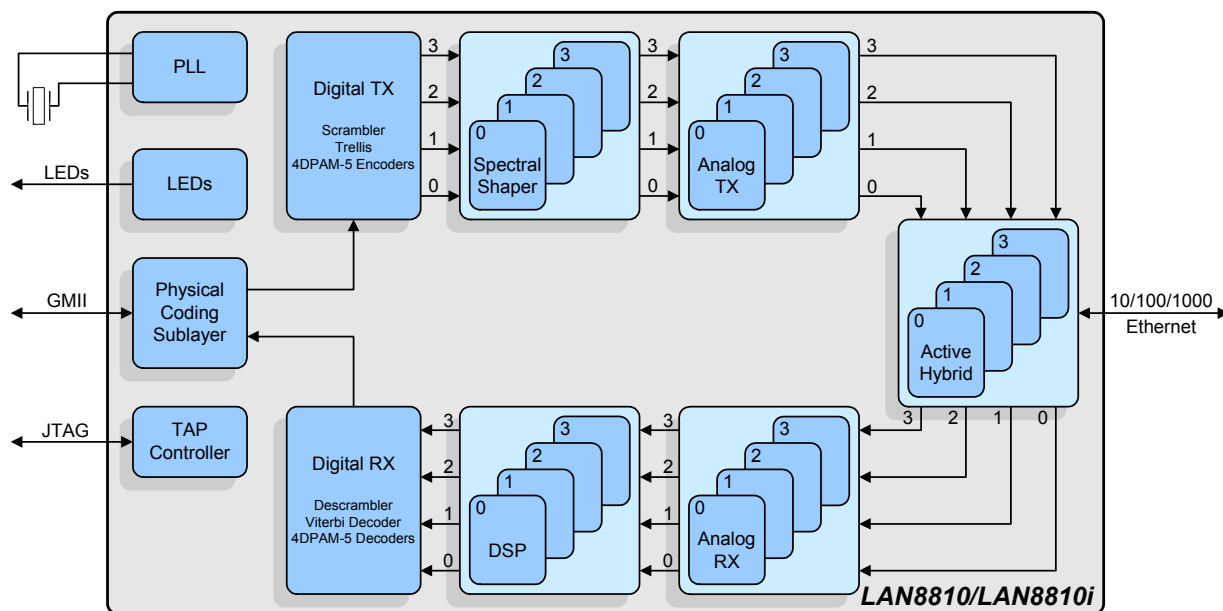 PLL
LEDs
LEDs
GMII
Physical
Coding
Sublayer
JTAG
TAP
Controller
Digital TX
Scrambler
Trellis
4DPAM-5 Encoders
3
2
1
0
3
2
1
0
Spectral
Shaper
3
2
1
0
3
2
1
0
Analog
TX
3
2
1
0
3
2
1
0
Active
Hybrid
10/100/1000
Ethernet
3
2
1
0
Digital RX
Descrambler
Viterbi Decoder
4DPAM-5 Decoders
3
2
1
0
3
2
1
0
DSP
3
2
1
0
3
2
1
0
Analog
RX
LAN8810/LAN8810i